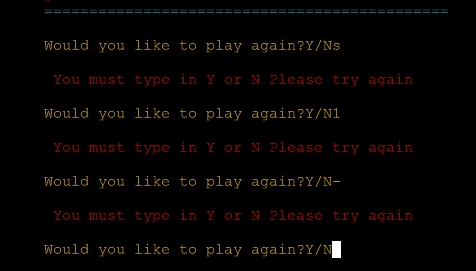 ==============================================
Would you like to play again?Y/Ns
You must type in Y or N Please try again
Would you like to play again?Y/N1
You must type in Y or N Please try again
Would you like to play again?Y/N-
You must type in Y or N Please try again
Would you like to play again?Y/N